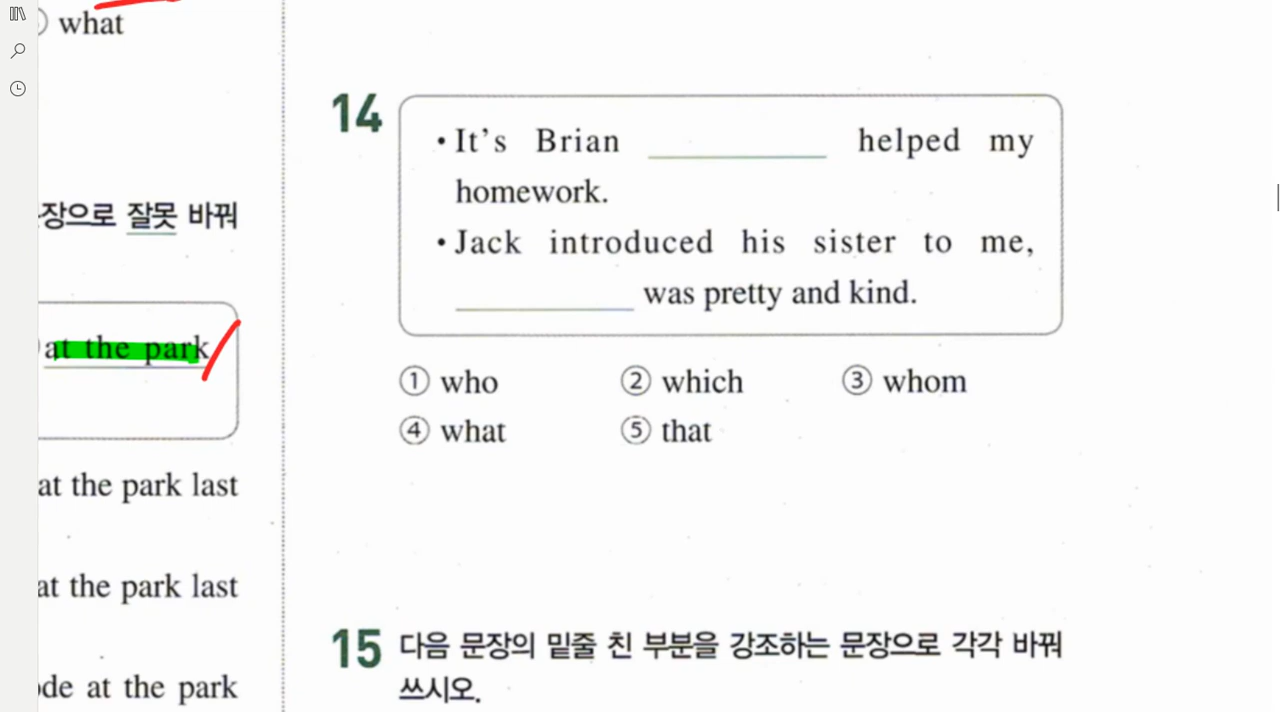 what
장으로 잘못 바꿔
at the park
at the park last
at the park last
at the park
14
• It's Brian ____________ helped my
homework.
• Jack introduced his sister to me,
____________ was pretty and kind.
① who ② which ③ whom
④ what ⑤ that
15 다음 문장의 밑줄 친 부분을 강조하는 문장으로 각각 바꿔
쓰시오.